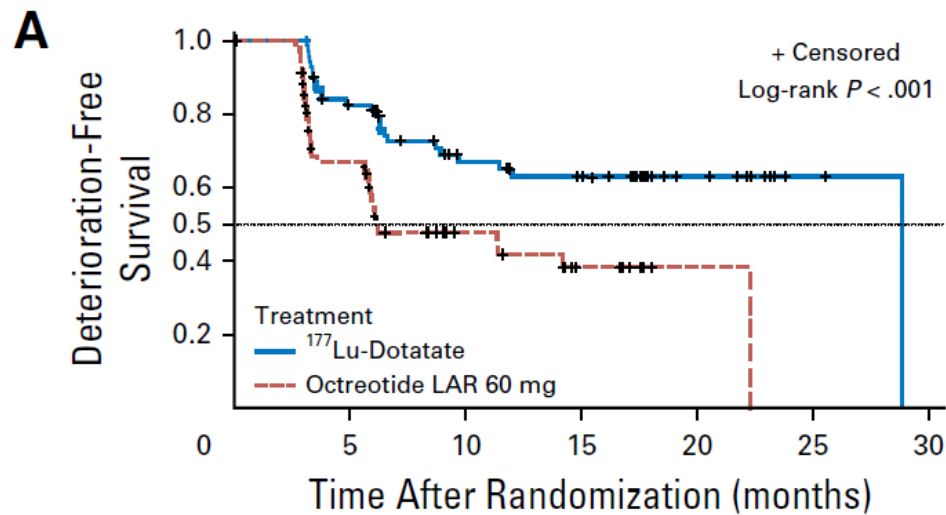 A
1.0
0.8
0.6
0.5
0.4
0.2
Deterioration-Free
Survival
+ Censored
Log-rank P < .001
Treatment
177Lu-Dotatate
Octreotide LAR 60 mg
0 5 10 15 20 25 30
Time After Randomization (months)